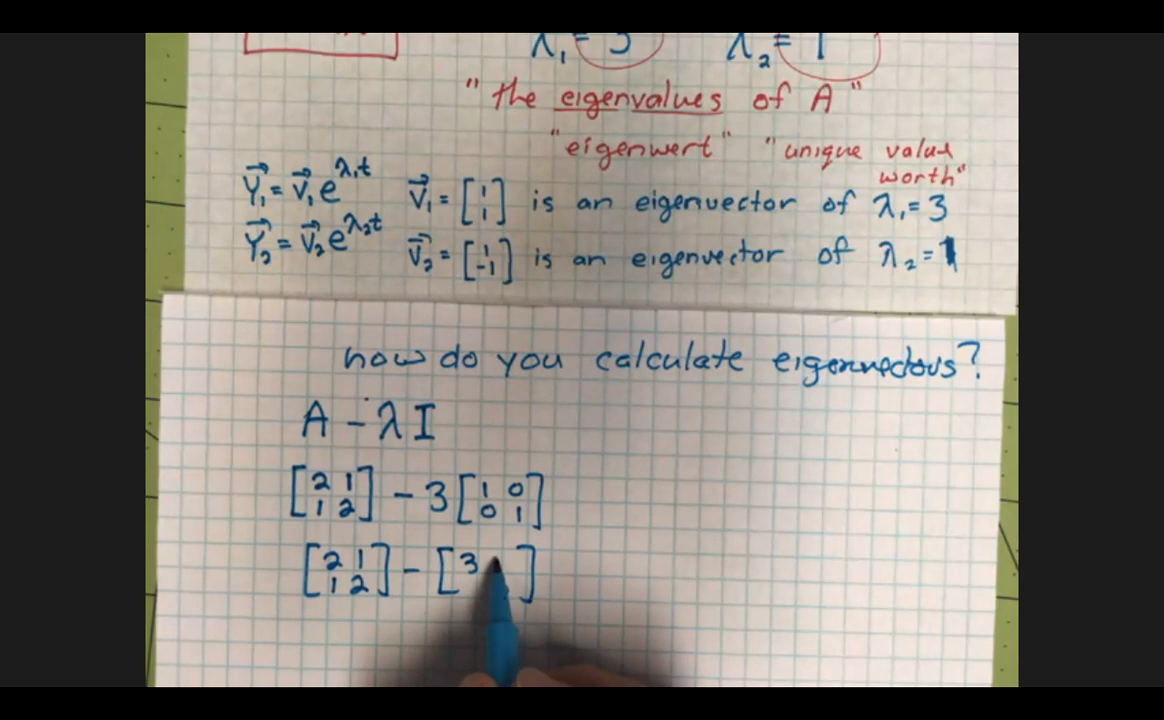 λ₁ = 3 λ₂ = 1
"the eigenvalues of A"
"eigenwert" "unique value
worth"
Y⃗₁ = v⃗₁e^λ₁t v⃗₁ = [1 1] is an eigenvector of λ₁ = 3
Y⃗₂ = v⃗₂e^λ₂t v⃗₂ = [1 -1] is an eigenvector of λ₂ = 1
how do you calculate eigenvectors?
A - λI
[2 1
1 2] - 3[1 0
0 1]
[2 1
1 2] - [3 ]